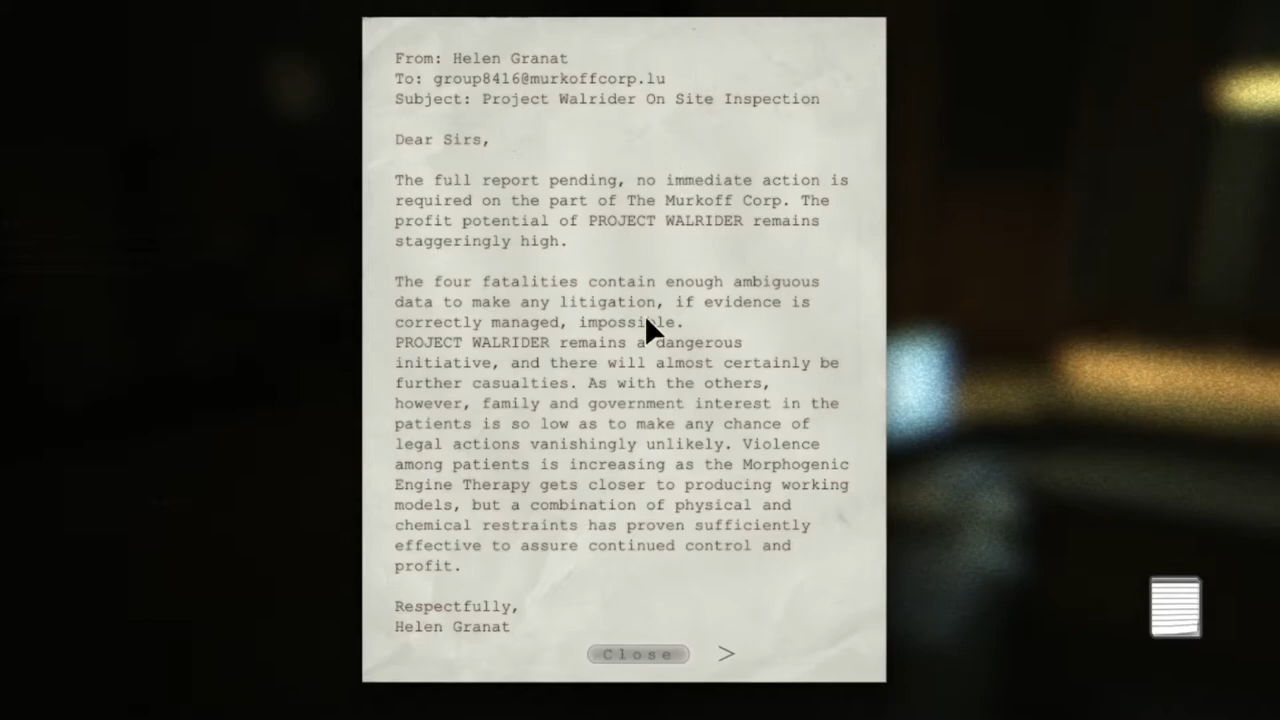 From: Helen Granat
To: group8416@murkoffcorp.lu
Subject: Project Walrider On Site Inspection
Dear Sirs,
The full report pending, no immediate action is
required on the part of The Murkoff Corp. The
profit potential of PROJECT WALRIDER remains
staggeringly high.
The four fatalities contain enough ambiguous
data to make any litigation, if evidence is
correctly managed, impossible.
PROJECT WALRIDER remains a dangerous
initiative, and there will almost certainly be
further casualties. As with the others,
however, family and government interest in the
patients is so low as to make any chance of
legal actions vanishingly unlikely. Violence
among patients is increasing as the Morphogenic
Engine Therapy gets closer to producing working
models, but a combination of physical and
chemical restraints has proven sufficiently
effective to assure continued control and
profit.
Respectfully,
Helen Granat
Close >